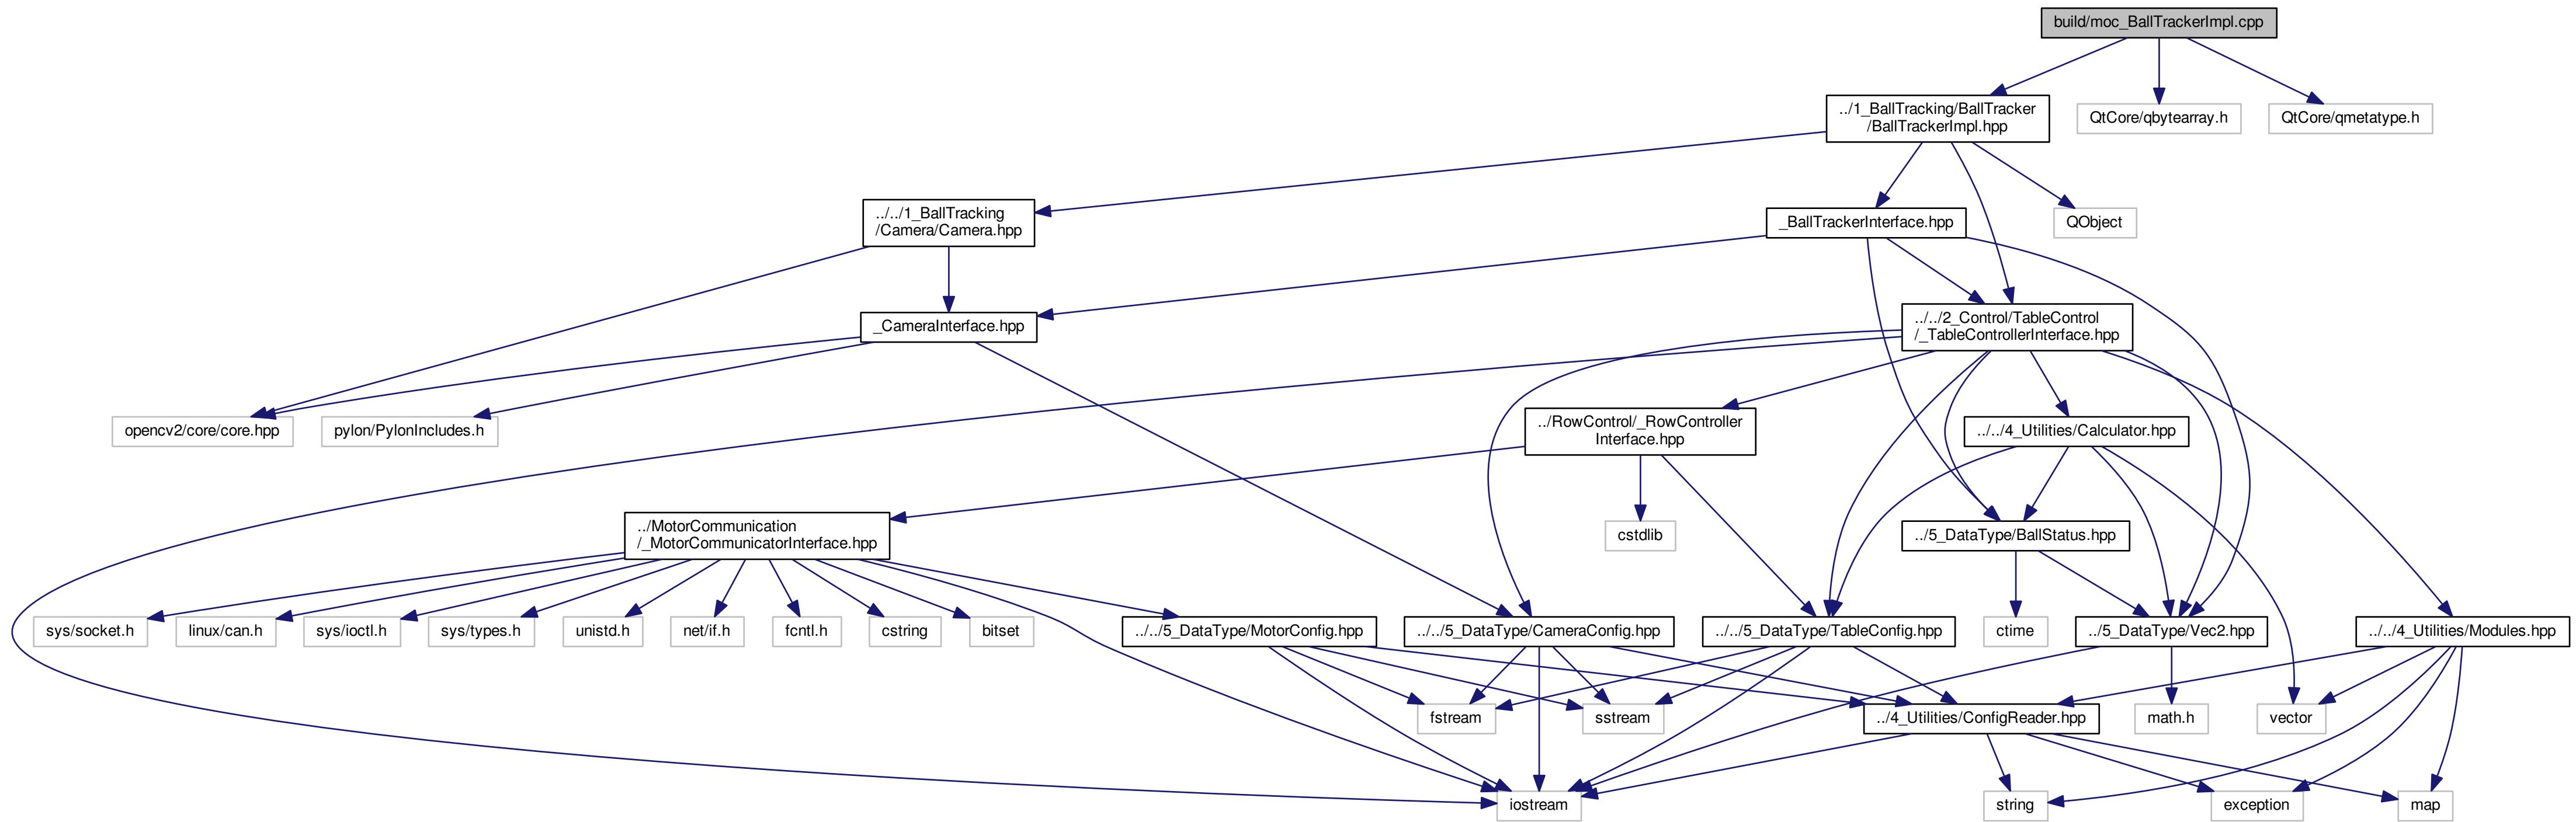 build/moc_BallTrackerImpl.cpp
../1_BallTracking/BallTracker
/BallTrackerImpl.hpp
QtCore/qbytearray.h
QtCore/qmetatype.h
../../1_BallTracking
/Camera/Camera.hpp
_BallTrackerInterface.hpp
QObject
_CameraInterface.hpp
../../2_Control/TableControl
/_TableControllerInterface.hpp
opencv2/core/core.hpp
pylon/PylonIncludes.h
../RowControl/_RowController
Interface.hpp
../../4_Utilities/Calculator.hpp
../MotorCommunication
/_MotorCommunicatorInterface.hpp
cstdlib
../5_DataType/BallStatus.hpp
sys/socket.h
linux/can.h
sys/ioctl.h
sys/types.h
unistd.h
net/if.h
fcntl.h
cstring
bitset
../../5_DataType/MotorConfig.hpp
../../5_DataType/CameraConfig.hpp
../../5_DataType/TableConfig.hpp
ctime
../5_DataType/Vec2.hpp
../../4_Utilities/Modules.hpp
fstream
sstream
../4_Utilities/ConfigReader.hpp
math.h
vector
iostream
string
exception
map